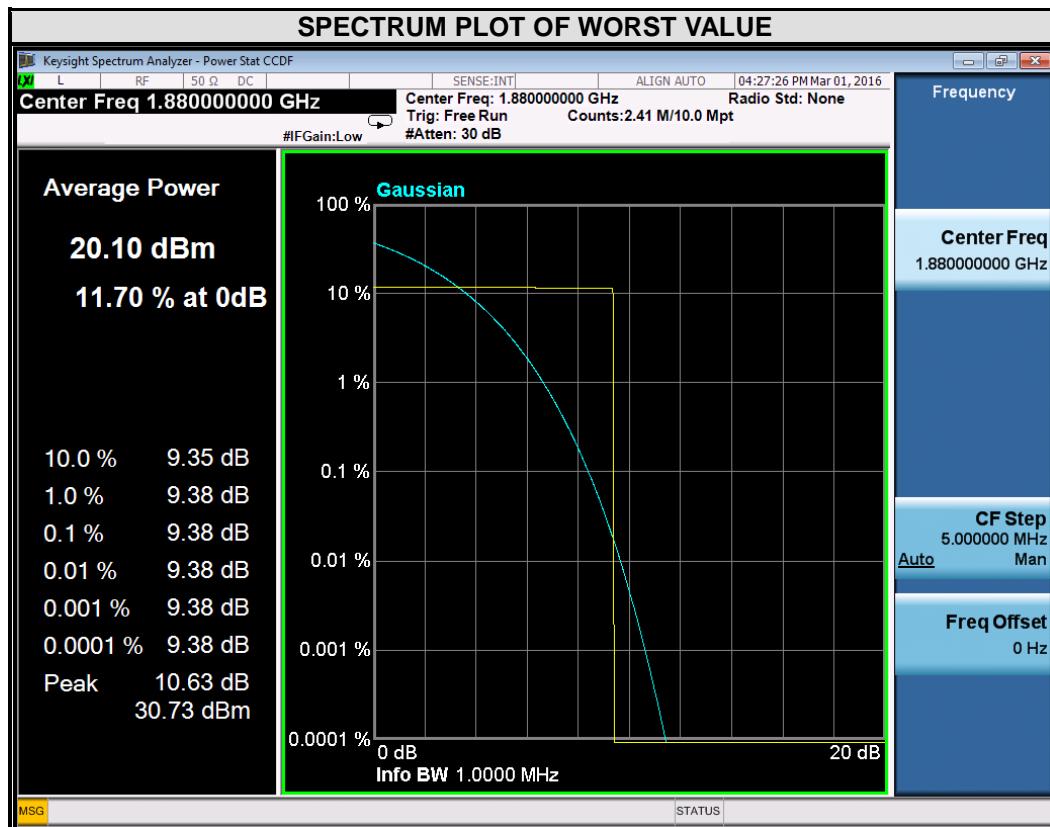 SPECTRUM PLOT OF WORST VALUE
Keysight Spectrum Analyzer - Power Stat CCDF
LXI L RF 50 Ω DC SENSE:INT ALIGN AUTO 04:27:26 PM Mar 01, 2016
Center Freq 1.880000000 GHz
Center Freq: 1.880000000 GHz Radio Std: None
Trig: Free Run Counts:2.41 M/10.0 Mpt
#IFGain:Low #Atten: 30 dB
Frequency
Average Power
20.10 dBm
11.70 % at 0dB
10.0 % 9.35 dB
1.0 % 9.38 dB
0.1 % 9.38 dB
0.01 % 9.38 dB
0.001 % 9.38 dB
0.0001 % 9.38 dB
Peak 10.63 dB
30.73 dBm
Gaussian
100 %
10 %
1 %
0.1 %
0.01 %
0.001 %
0.0001 %
0 dB 20 dB
Info BW 1.0000 MHz
Center Freq
1.880000000 GHz
CF Step
5.000000 MHz
Auto Man
Freq Offset
0 Hz
MSG STATUS